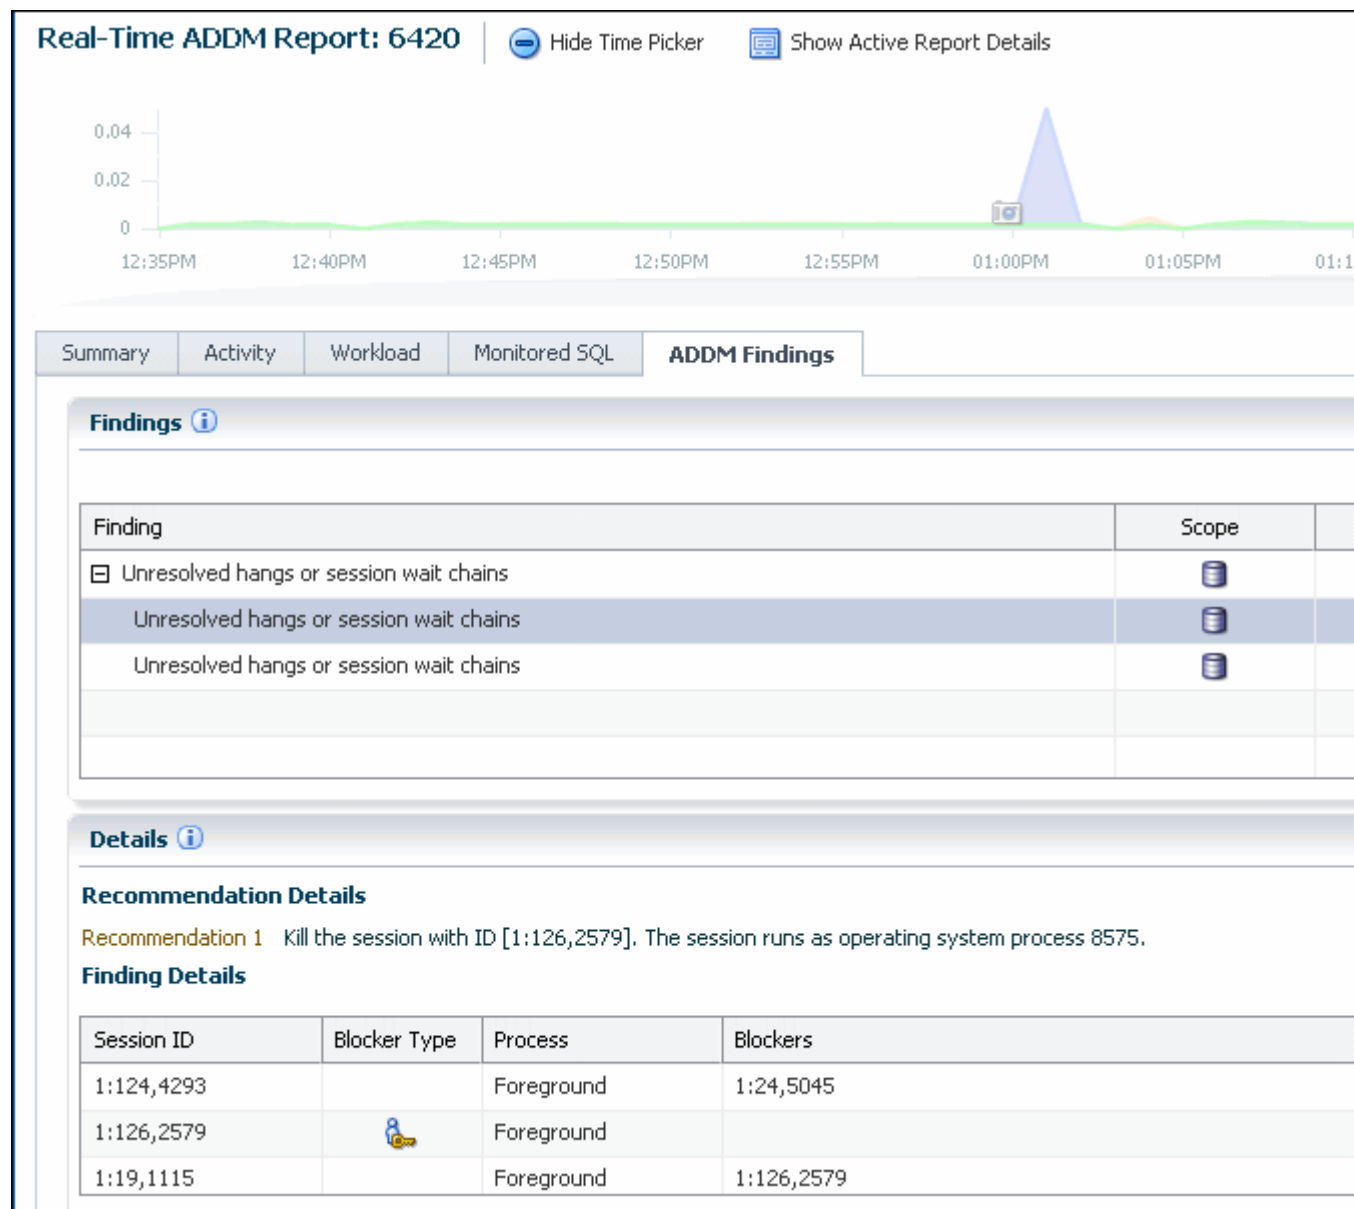 Real-Time ADDM Report: 6420 Hide Time Picker Show Active Report Details
0.04
0.02
0
12:35PM 12:40PM 12:45PM 12:50PM 12:55PM 01:00PM 01:05PM 01:1
Summary Activity Workload Monitored SQL ADDM Findings
Findings
Finding Scope
Unresolved hangs or session wait chains
Unresolved hangs or session wait chains
Unresolved hangs or session wait chains
Details
Recommendation Details
Recommendation 1 Kill the session with ID [1:126,2579]. The session runs as operating system process 8575.
Finding Details
Session ID Blocker Type Process Blockers
1:124,4293 Foreground 1:24,5045
1:126,2579 Foreground
1:19,1115 Foreground 1:126,2579